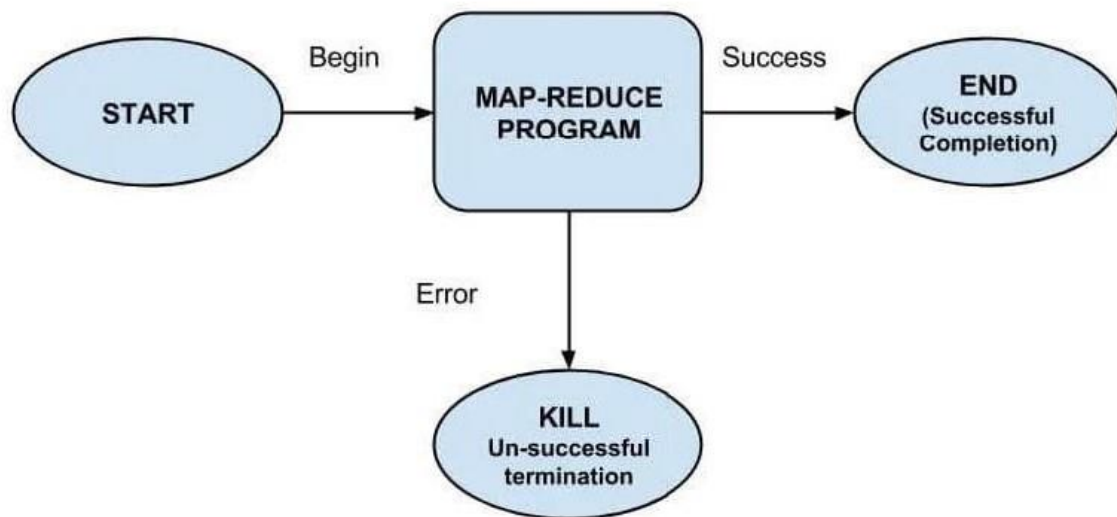 START
Begin
MAP-REDUCE
PROGRAM
Success
END
(Successful
Completion)
Error
KILL
Un-successful
termination